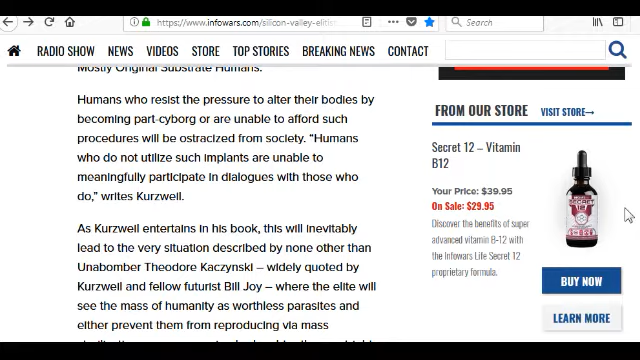 https://www.infowars.com/silicon-valley-elitis
Search
RADIO SHOW NEWS VIDEOS STORE TOP STORIES BREAKING NEWS CONTACT
Mostly Original Substrate Humans.
Humans who resist the pressure to alter their bodies by
becoming part-cyborg or are unable to afford such
procedures will be ostracized from society. “Humans
who do not utilize such implants are unable to
meaningfully participate in dialogues with those who
do,” writes Kurzweil.
As Kurzweil entertains in his book, this will inevitably
lead to the very situation described by none other than
Unabomber Theodore Kaczynski – widely quoted by
Kurzweil and fellow futurist Bill Joy – where the elite will
see the mass of humanity as worthless parasites and
either prevent them from reproducing via mass
FROM OUR STORE VISIT STORE→
Secret 12 – Vitamin
B12
Your Price: $39.95
On Sale: $29.95
Discover the benefits of super
advanced vitamin B-12 with
the Infowars Life Secret 12
proprietary formula.
BUY NOW
LEARN MORE